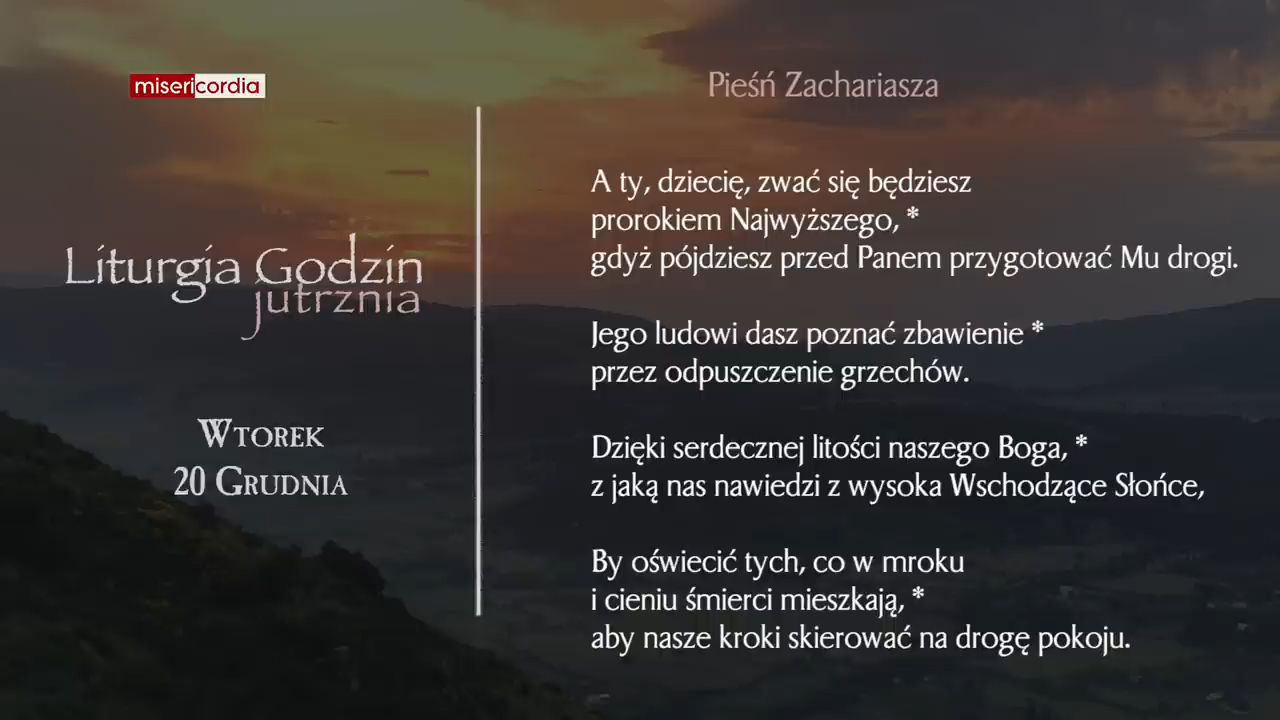 misericordia
Liturgia Godzin
jutrznia
Wtorek
20 Grudnia
Pieśń Zachariasza
A ty, dziecię, zwać się będziesz
prorokiem Najwyższego, *
gdyż pójdziesz przed Panem przygotować Mu drogi.
Jego ludowi dasz poznać zbawienie *
przez odpuszczenie grzechów.
Dzięki serdecznej litości naszego Boga, *
z jaką nas nawiedzi z wysoka Wschodzące Słońce,
By oświecić tych, co w mroku
i cieniu śmierci mieszkają, *
aby nasze kroki skierować na drogę pokoju.